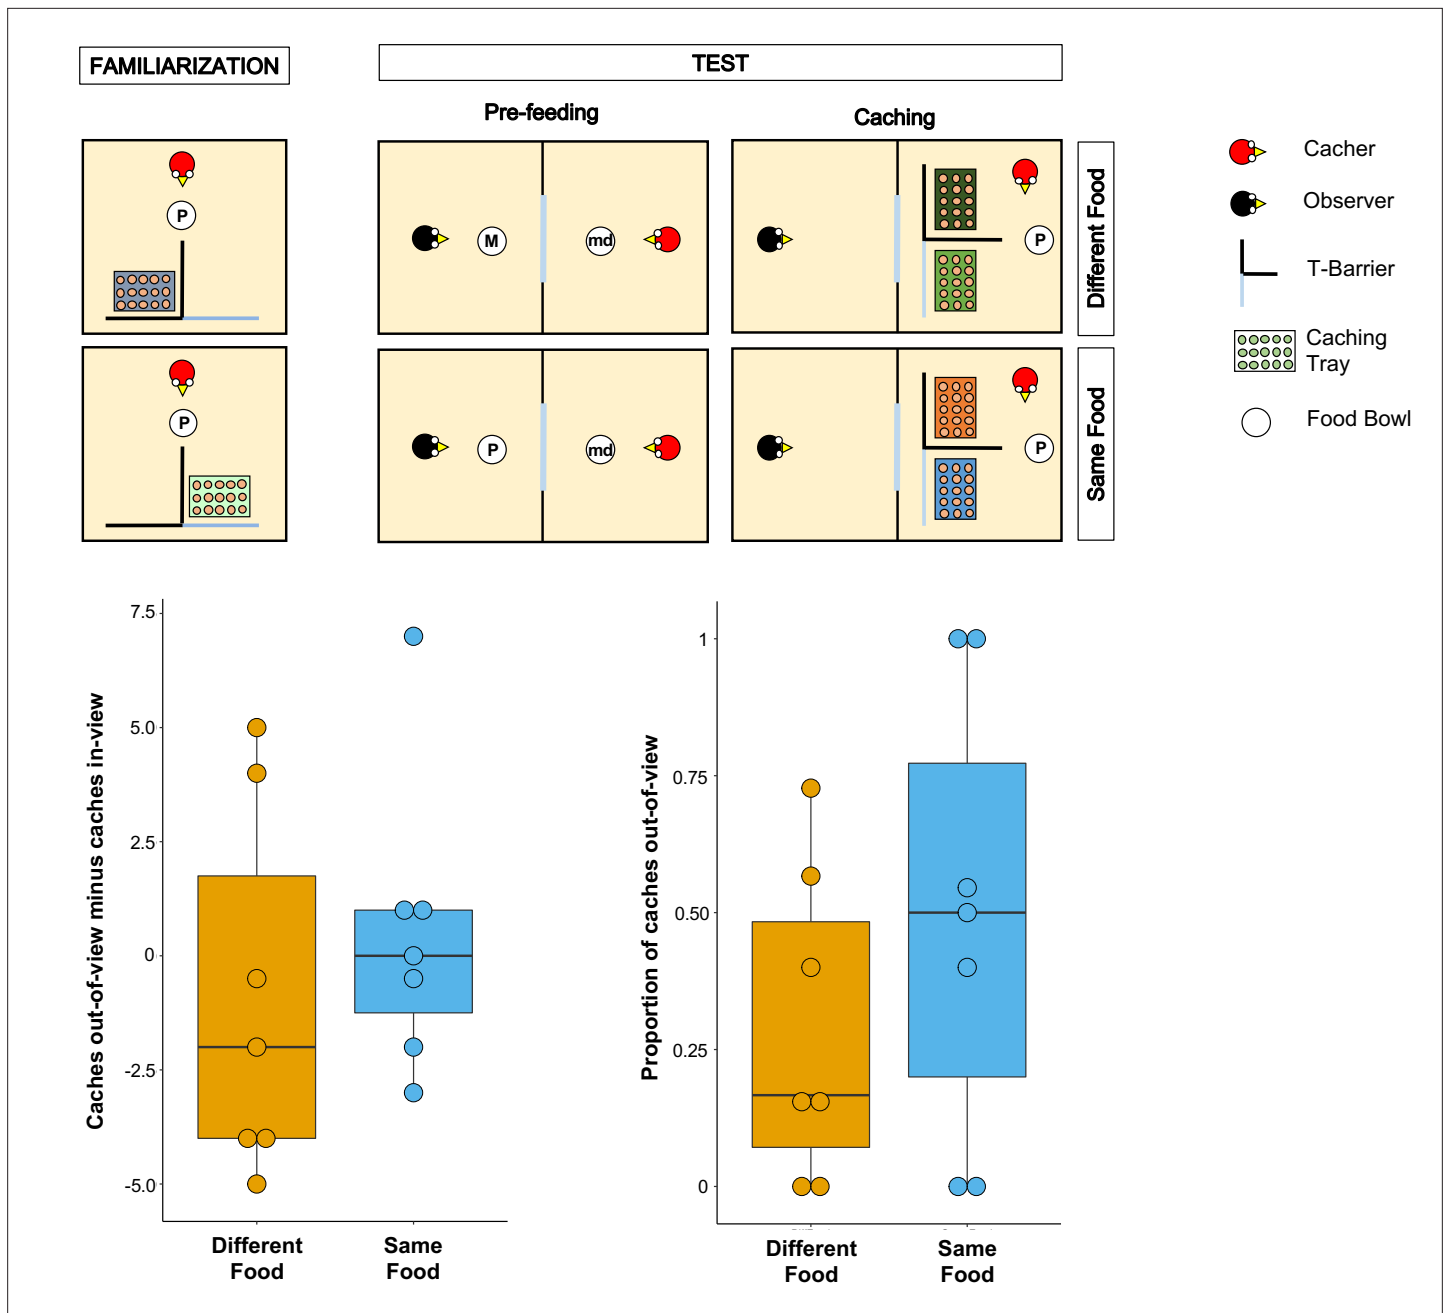 FAMILIARIZATION
TEST
Pre-feeding
Caching
P
M
md
P
Different Food
P
P
md
P
Same Food
Cacher
Observer
T-Barrier
Caching
Tray
Food Bowl
Caches out-of-view minus caches in-view
7.5
5.0
2.5
0
-2.5
-5.0
Different
Food
Same
Food
Proportion of caches out-of-view
1
0.75
0.50
0.25
0
Different
Food
Same
Food